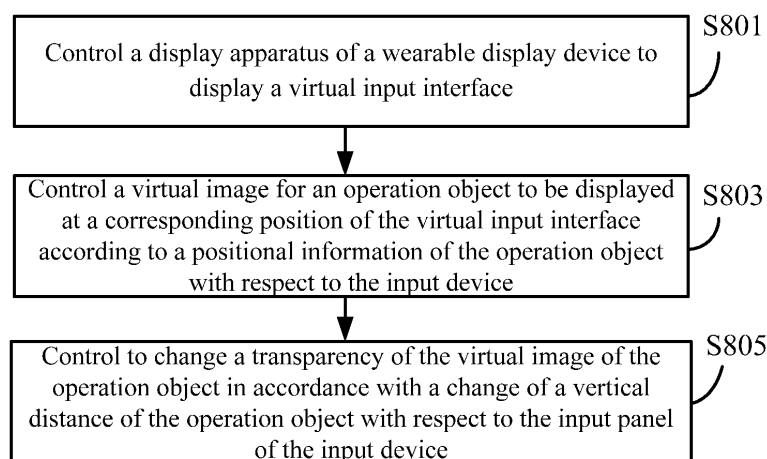 S801
Control a display apparatus of a wearable display device to
display a virtual input interface
S803
Control a virtual image for an operation object to be displayed
at a corresponding position of the virtual input interface
according to a positional information of the operation object
with respect to the input device
S805
Control to change a transparency of the virtual image of the
operation object in accordance with a change of a vertical
distance of the operation object with respect to the input panel
of the input device